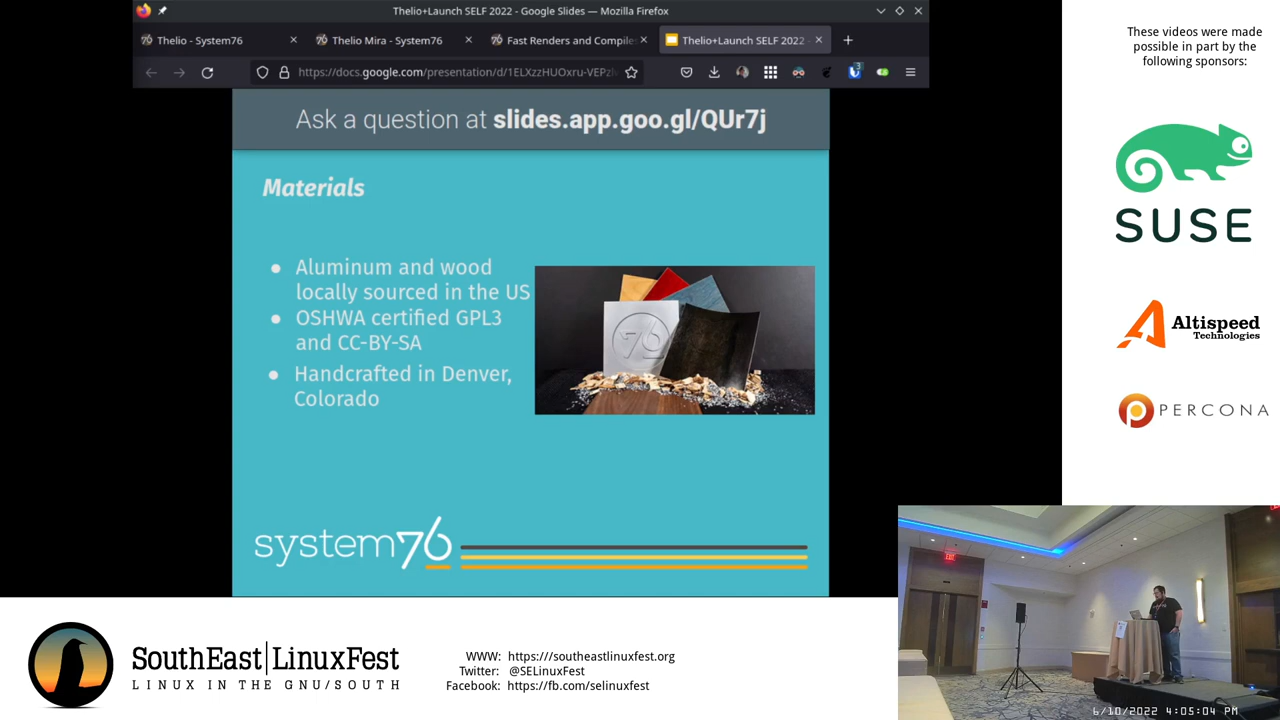 Thelio+Launch SELF 2022 - Google Slides — Mozilla Firefox
Thelio - System76
Thelio Mira - System76
Fast Renders and Compiles
Thelio+Launch SELF 2022 -
https://docs.google.com/presentation/d/1ELXzzHUOxru-VEPzl
Ask a question at slides.app.goo.gl/QUr7j
Materials
● Aluminum and wood
locally sourced in the US
● OSHWA certified GPL3
and CC-BY-SA
● Handcrafted in Denver,
Colorado
76
system76
These videos were made
possible in part by the
following sponsors:
SUSE
Altispeed
Technologies
PERCONA
SouthEast|LinuxFest
LINUX IN THE GNU/SOUTH
WWW: https:///southeastlinuxfest.org
Twitter: @SELinuxFest
Facebook: https://fb.com/selinuxfest
EXIT
6/10/2022 4:05:04 PM